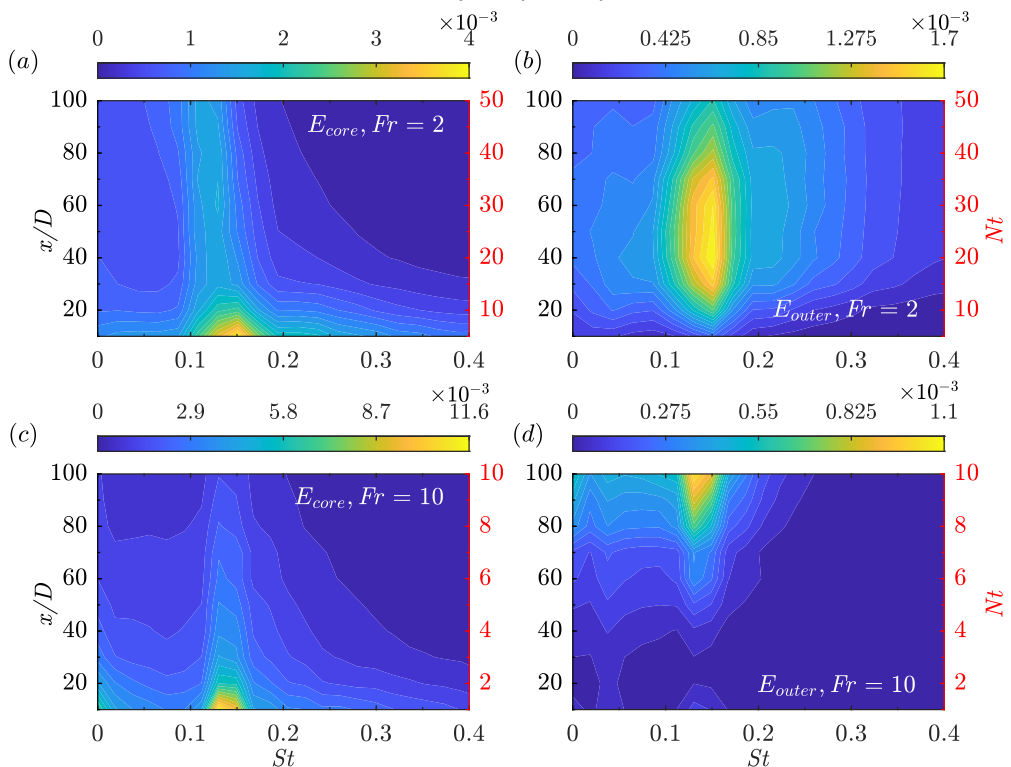 ×10⁻³ ×10⁻³
0 1 2 3 4 0 0.425 0.85 1.275 1.7
(a) (b)
100 50 100 50
E_core, Fr = 2
80 40 80 40
60 30 60 30
x/D Nt
40 20 40 20
20 10 20 10
E_outer, Fr = 2
0 0.1 0.2 0.3 0.4 0 0.1 0.2 0.3 0.4
×10⁻³ ×10⁻³
0 2.9 5.8 8.7 11.6 0 0.275 0.55 0.825 1.1
(c) (d)
100 10 100 10
E_core, Fr = 10
80 8 80 8
60 6 60 6
x/D Nt
40 4 40 4
20 2 20 2
E_outer, Fr = 10
0 0.1 0.2 0.3 0.4 0 0.1 0.2 0.3 0.4
St St